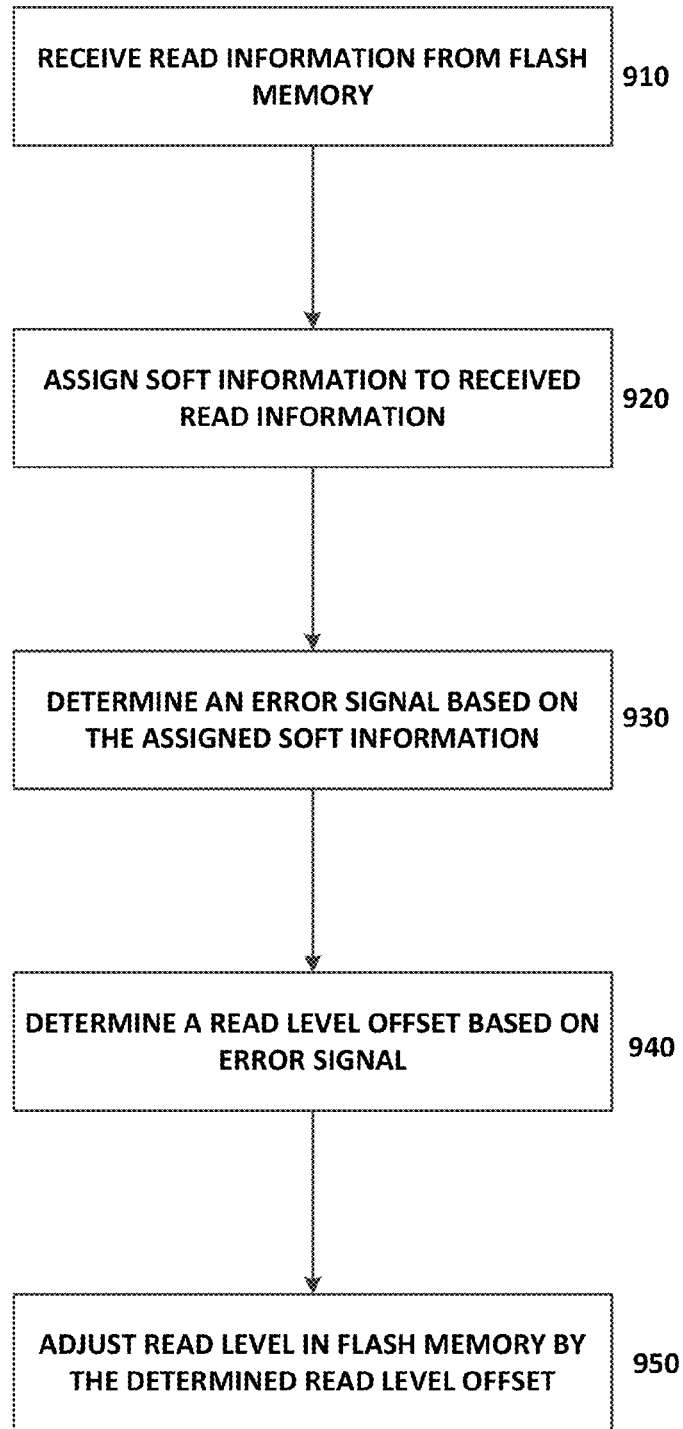 RECEIVE READ INFORMATION FROM FLASH
MEMORY
910
ASSIGN SOFT INFORMATION TO RECEIVED
READ INFORMATION
920
DETERMINE AN ERROR SIGNAL BASED ON
THE ASSIGNED SOFT INFORMATION
930
DETERMINE A READ LEVEL OFFSET BASED ON
ERROR SIGNAL
940
ADJUST READ LEVEL IN FLASH MEMORY BY
THE DETERMINED READ LEVEL OFFSET
950